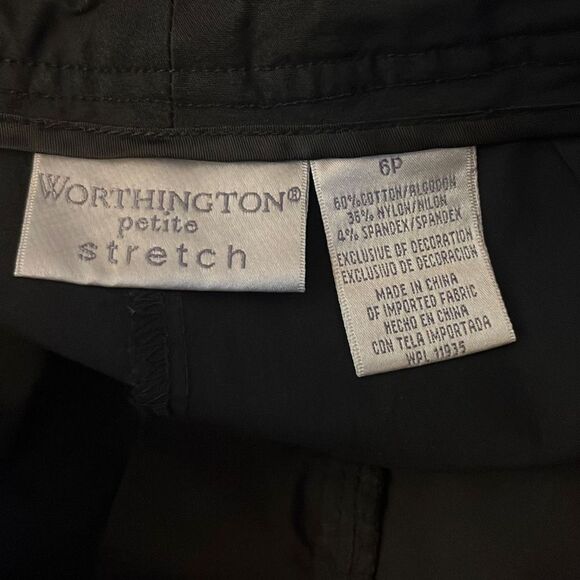 WORTHINGTON®
petite
stretch
6P
60% COTTON/ALGODON
36% NYLON/NILON
4% SPANDEX/SPANDEX
EXCLUSIVE OF DECORATION
EXCLUSIVO DE DECORACION
MADE IN CHINA
OF IMPORTED FABRIC
HECHO EN CHINA
CON TELA IMPORTADA
WPL 11935